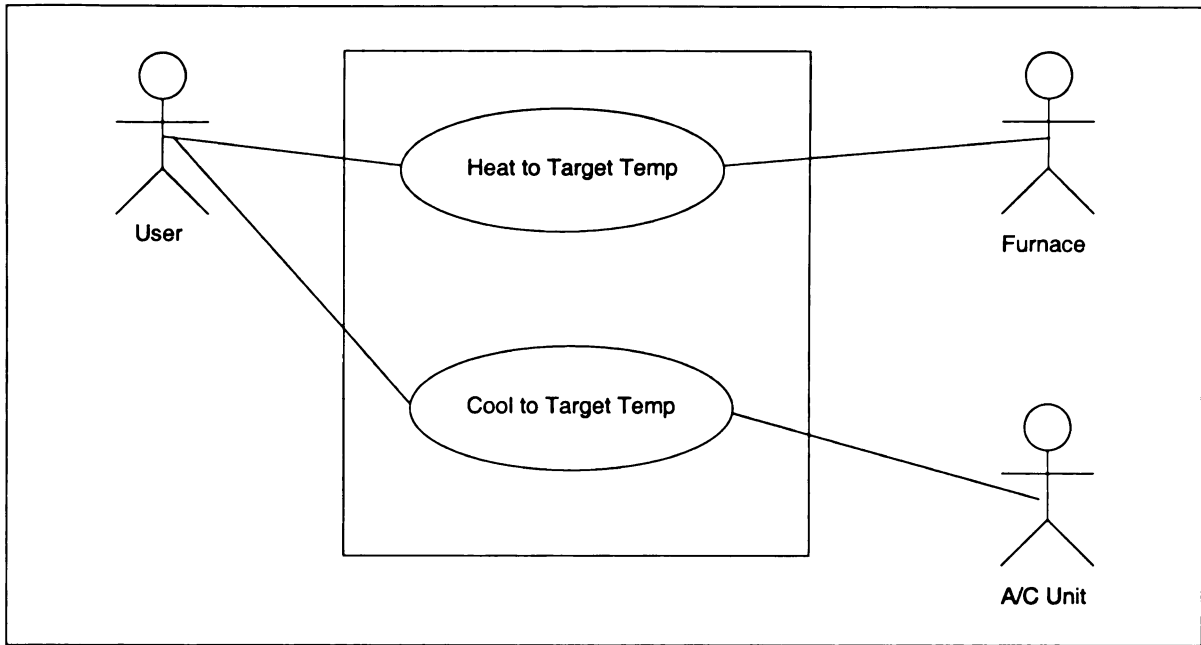 Heat to Target Temp
User
Furnace
Cool to Target Temp
A/C Unit